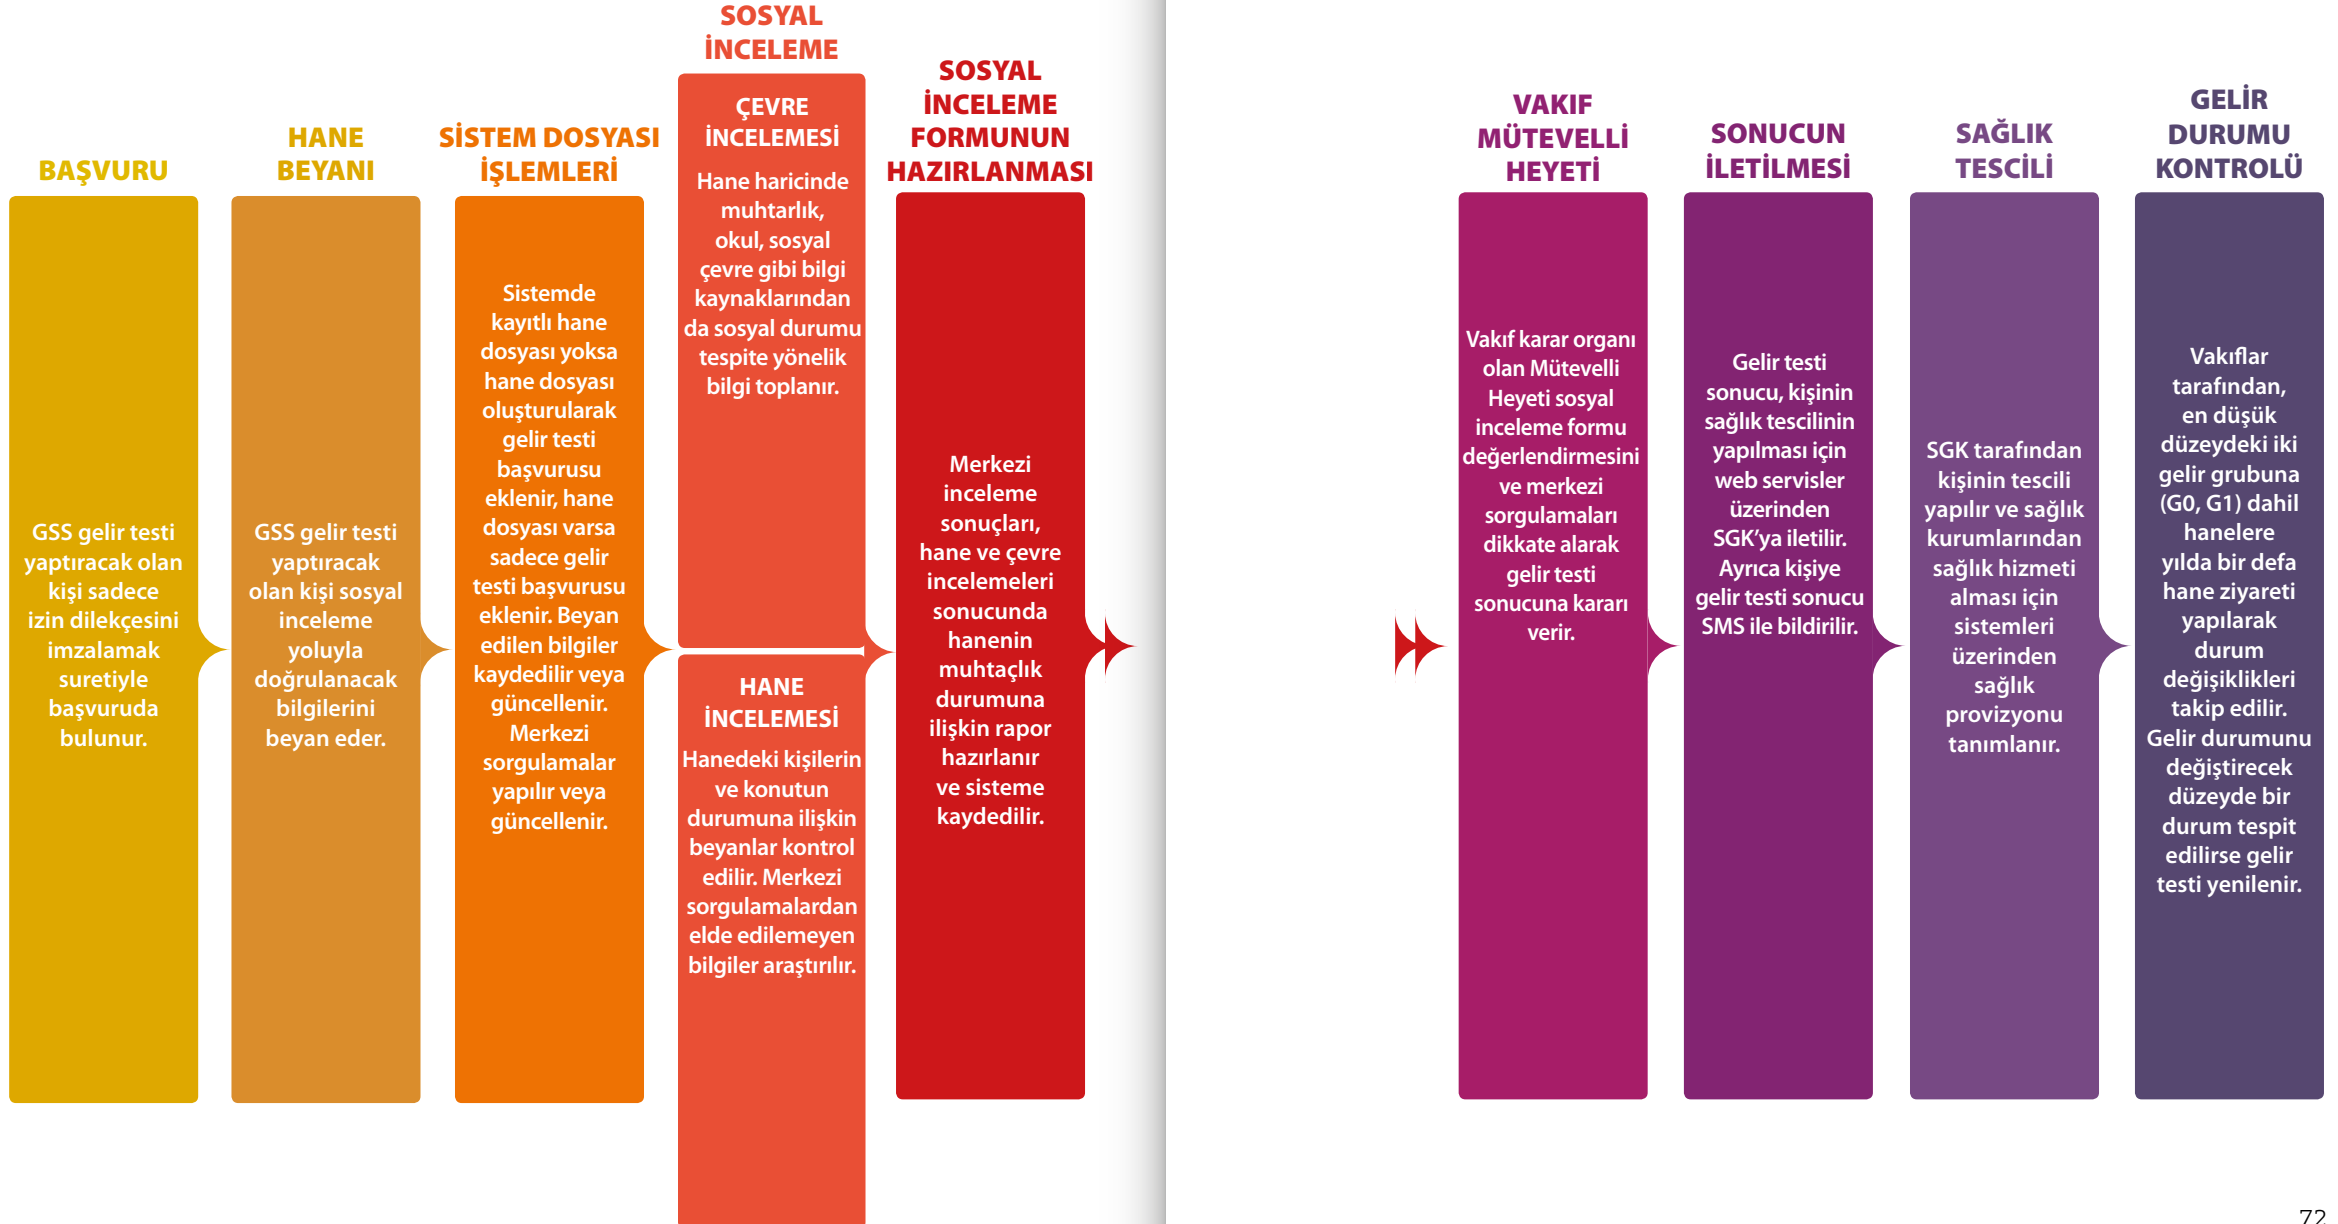 BAŞVURU
GSS gelir testi
yaptıracak olan
kişi sadece
izin dilekçesini
imzalamak
suretiyle
başvuruda
bulunur.
HANE
BEYANI
GSS gelir testi
yaptıracak
olan kişi sosyal
inceleme
yoluyla
doğrulanacak
bilgilerini
beyan eder.
SİSTEM DOSYASI
İŞLEMLERİ
Sistemde
kayıtlı hane
dosyası yoksa
hane dosyası
oluşturularak
gelir testi
başvurusu
eklenir, hane
dosyası varsa
sadece gelir
testi başvurusu
eklenir. Beyan
edilen bilgiler
kaydedilir veya
güncellenir.
Merkezi
sorgulamalar
yapılır veya
güncellenir.
SOSYAL
İNCELEME
ÇEVRE
İNCELEMESİ
Hane haricinde
muhtarlık,
okul, sosyal
çevre gibi bilgi
kaynaklarından
da sosyal durumu
tespite yönelik
bilgi toplanır.
HANE
İNCELEMESİ
Hanedeki kişilerin
ve konutun
durumuna ilişkin
beyanlar kontrol
edilir. Merkezi
sorgulamalardan
elde edilemeyen
bilgiler araştırılır.
SOSYAL
İNCELEME
FORMUNUN
HAZIRLANMASI
Merkezi
inceleme
sonuçları,
hane ve çevre
incelemeleri
sonucunda
hanenin
muhtaçlık
durumuna
ilişkin rapor
hazırlanır
ve sisteme
kaydedilir.
VAKIF
MÜTEVELLİ
HEYETİ
Vakıf karar organı
olan Mütevelli
Heyeti sosyal
inceleme formu
değerlendirmesini
ve merkezi
sorgulamaları
dikkate alarak
gelir testi
sonucuna kararı
verir.
SONUCUN
İLETİLMESİ
Gelir testi
sonucu, kişinin
sağlık tescilinin
yapılması için
web servisler
üzerinden
SGK’ya iletilir.
Ayrıca kişiye
gelir testi sonucu
SMS ile bildirilir.
SAĞLIK
TESCİLİ
SGK tarafından
kişinin tescili
yapılır ve sağlık
kurumlarından
sağlık hizmeti
alması için
sistemleri
üzerinden
sağlık
provizyonu
tanımlanır.
GELİR
DURUMU
KONTROLÜ
Vakıflar
tarafından,
en düşük
düzeydeki iki
gelir grubuna
(G0, G1) dahil
hanelere
yılda bir defa
hane ziyareti
yapılarak
durum
değişiklikleri
takip edilir.
Gelir durumunu
değiştirecek
düzeyde bir
durum tespit
edilirse gelir
testi yenilenir.
72